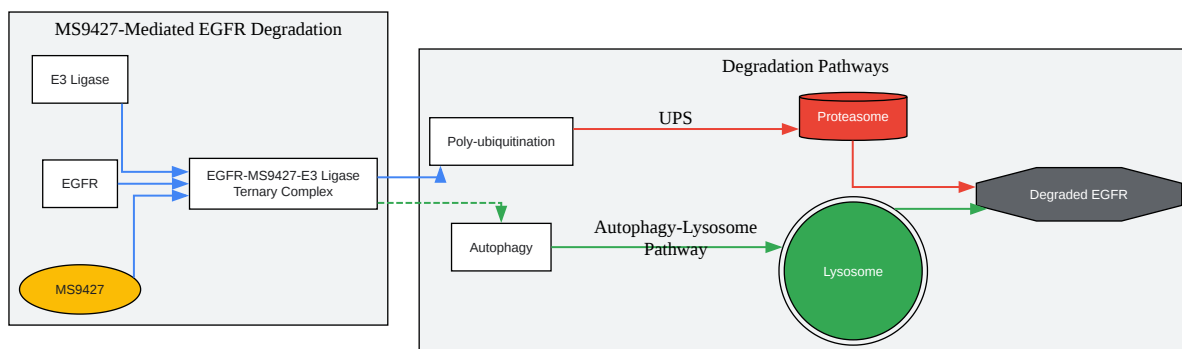 MS9427-Mediated EGFR Degradation
E3 Ligase
EGFR
MS9427
EGFR-MS9427-E3 Ligase
Ternary Complex
Degradation Pathways
Poly-ubiquitination
UPS
Proteasome
Autophagy
Autophagy-Lysosome
Pathway
Lysosome
Degraded EGFR